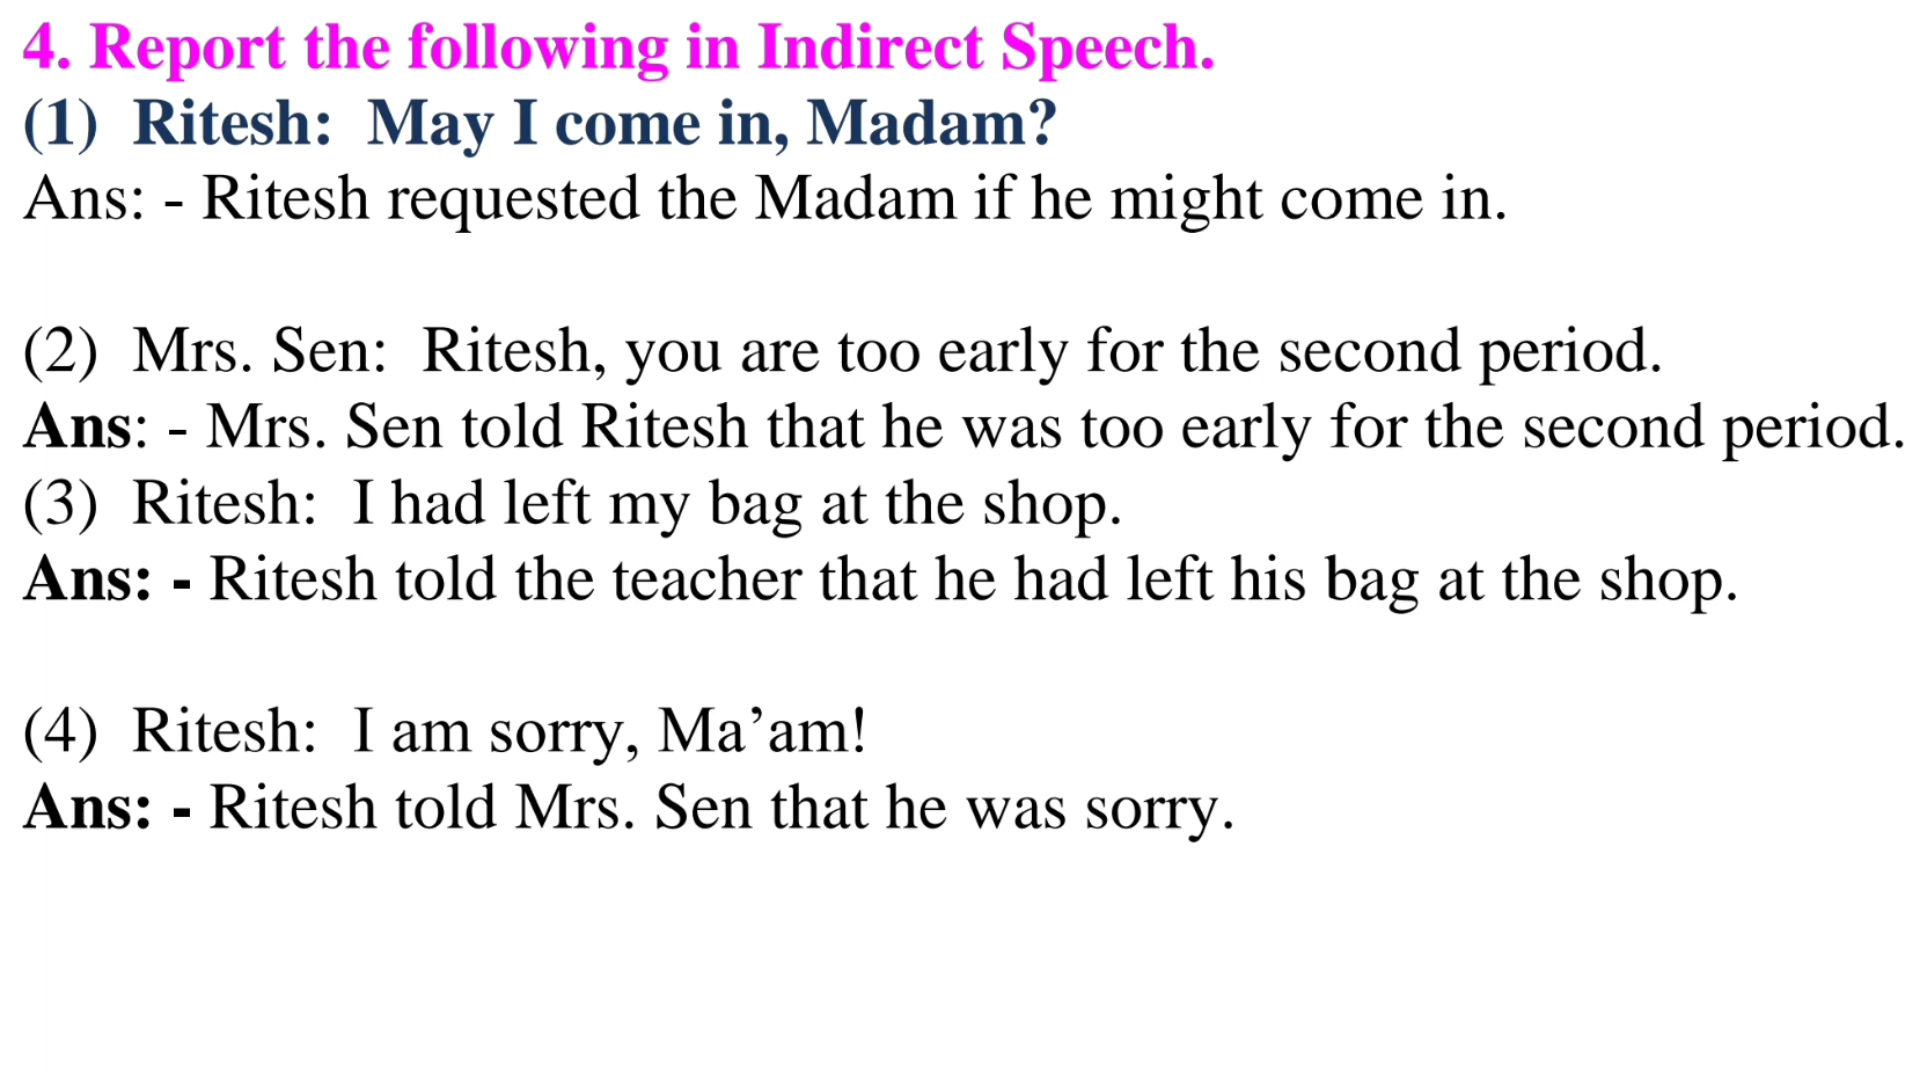 4. Report the following in Indirect Speech.
(1)  Ritesh:  May I come in, Madam?
Ans: - Ritesh requested the Madam if he might come in.
(2)  Mrs. Sen:  Ritesh, you are too early for the second period.
Ans: - Mrs. Sen told Ritesh that he was too early for the second period.
(3)  Ritesh:  I had left my bag at the shop.
Ans: - Ritesh told the teacher that he had left his bag at the shop.
(4)  Ritesh:  I am sorry, Ma’am!
Ans: - Ritesh told Mrs. Sen that he was sorry.